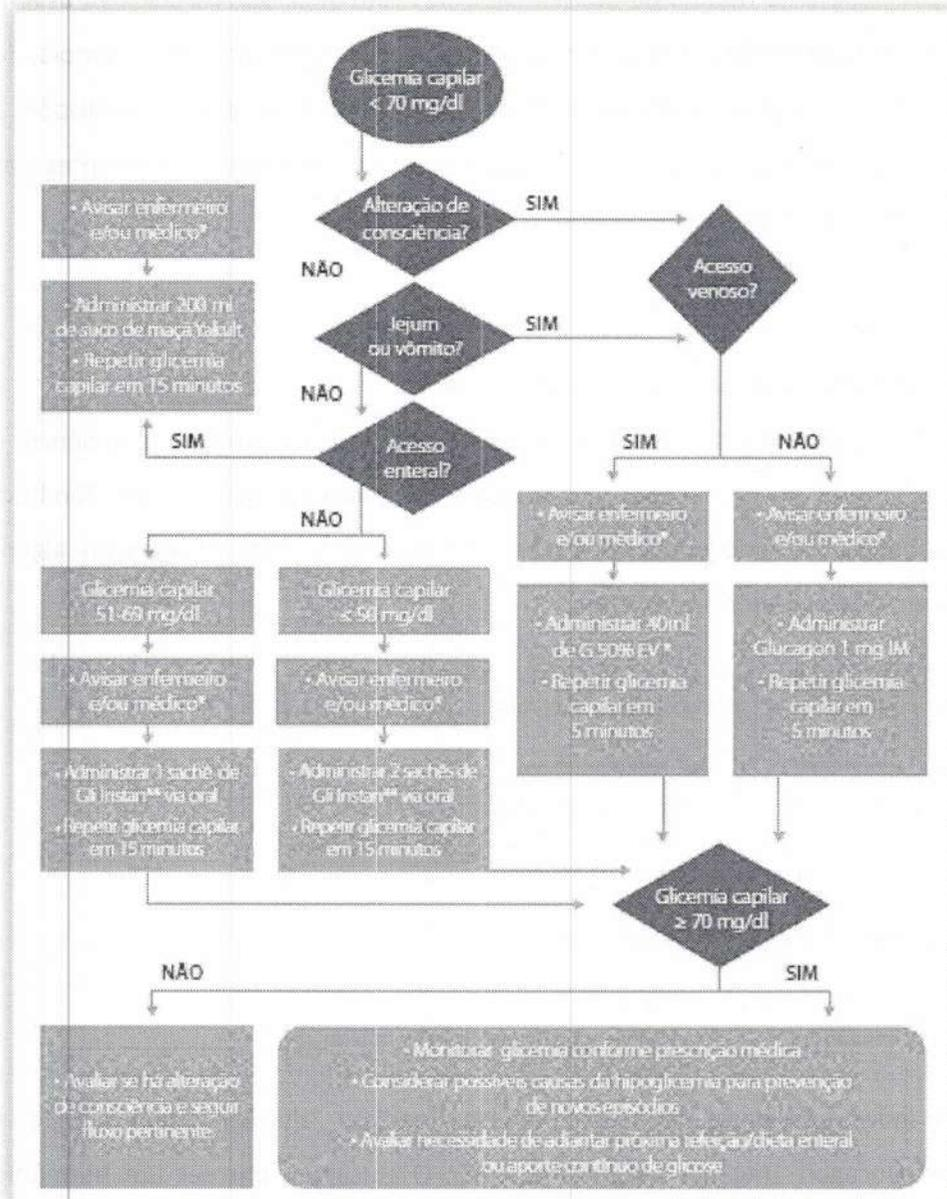 Glicemia capilar
< 70 mg/dl
Alteração de
consciência?
SIM
NÃO
Acesso
venoso?
Jejum
ou vômito?
SIM
NÃO
Acesso
enteral?
SIM
NÃO
• Avisar enfermeiro
e/ou médico*
• Administrar 200 ml
de suco de maçã Yakult
• Repetir glicemia
capilar em 15 minutos
Glicemia capilar
51-69 mg/dl
• Avisar enfermeiro
e/ou médico*
• Administrar 1 sachê de
Gli Instan** via oral
• Repetir glicemia capilar
em 15 minutos
Glicemia capilar
mg/dl
• Avisar enfermeiro
e/ou médico*
• Administrar 2 sachês de
Gli Instan** via oral
• Repetir glicemia capilar
em 15 minutos
SIM
NÃO
• Avisar enfermeiro
e/ou médico*
• Administrar 40ml
de G 50% EV *
• Repetir glicemia
capilar em
5 minutos
• Avisar enfermeiro
e/ou médico*
• Administrar
Glucagon 1 mg IM
• Repetir glicemia
capilar em
5 minutos
Glicemia capilar
≥ 70 mg/dl
NÃO
SIM
• Avaliar se há alteração
de consciência e seguir
fluxo pertinente
• Monitorar glicemia conforme prescrição médica
• Considerar possíveis causas da hipoglicemia para prevenção
de novos episódios
• Avaliar necessidade de adiantar próxima refeição/dieta enteral
ou aporte contínuo de glicose